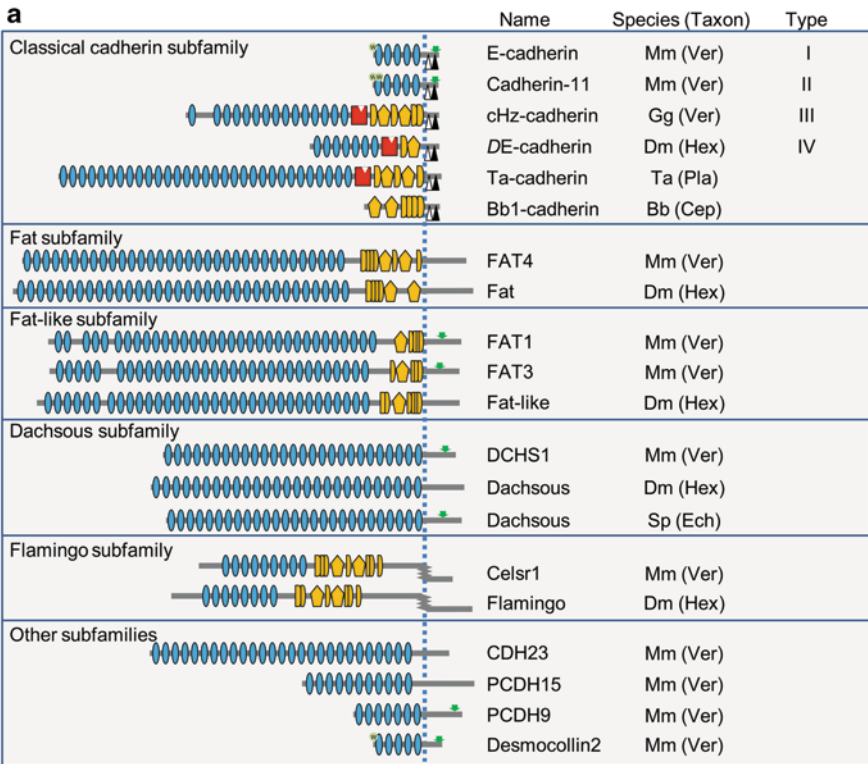 a
Name Species (Taxon) Type
Classical cadherin subfamily
E-cadherin Mm (Ver) I
Cadherin-11 Mm (Ver) II
cHz-cadherin Gg (Ver) III
DE-cadherin Dm (Hex) IV
Ta-cadherin Ta (Pla)
Bb1-cadherin Bb (Cep)
Fat subfamily
FAT4 Mm (Ver)
Fat Dm (Hex)
Fat-like subfamily
FAT1 Mm (Ver)
FAT3 Mm (Ver)
Fat-like Dm (Hex)
Dachsous subfamily
DCHS1 Mm (Ver)
Dachsous Dm (Hex)
Dachsous Sp (Ech)
Flamingo subfamily
Celsr1 Mm (Ver)
Flamingo Dm (Hex)
Other subfamilies
CDH23 Mm (Ver)
PCDH15 Mm (Ver)
PCDH9 Mm (Ver)
Desmocollin2 Mm (Ver)